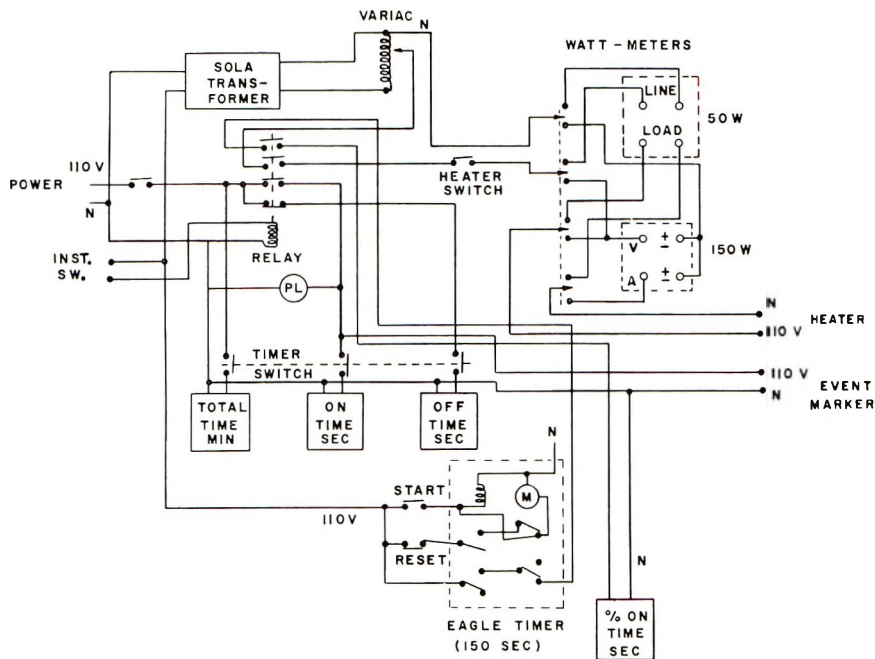 VARIAC
N
WATT-METERS
SOLA
TRANS-
FORMER
LINE
LOAD
50 W
110 V
POWER
N
HEATER
SWITCH
RELAY
INST.
SW.
PL
V
±
A
±
150 W
N
HEATER
110 V
TIMER
SWITCH
110 V
EVENT
N
MARKER
TOTAL
TIME
MIN
ON
TIME
SEC
OFF
TIME
SEC
N
START
M
110 V
RESET
N
EAGLE TIMER
(150 SEC)
% ON
TIME
SEC